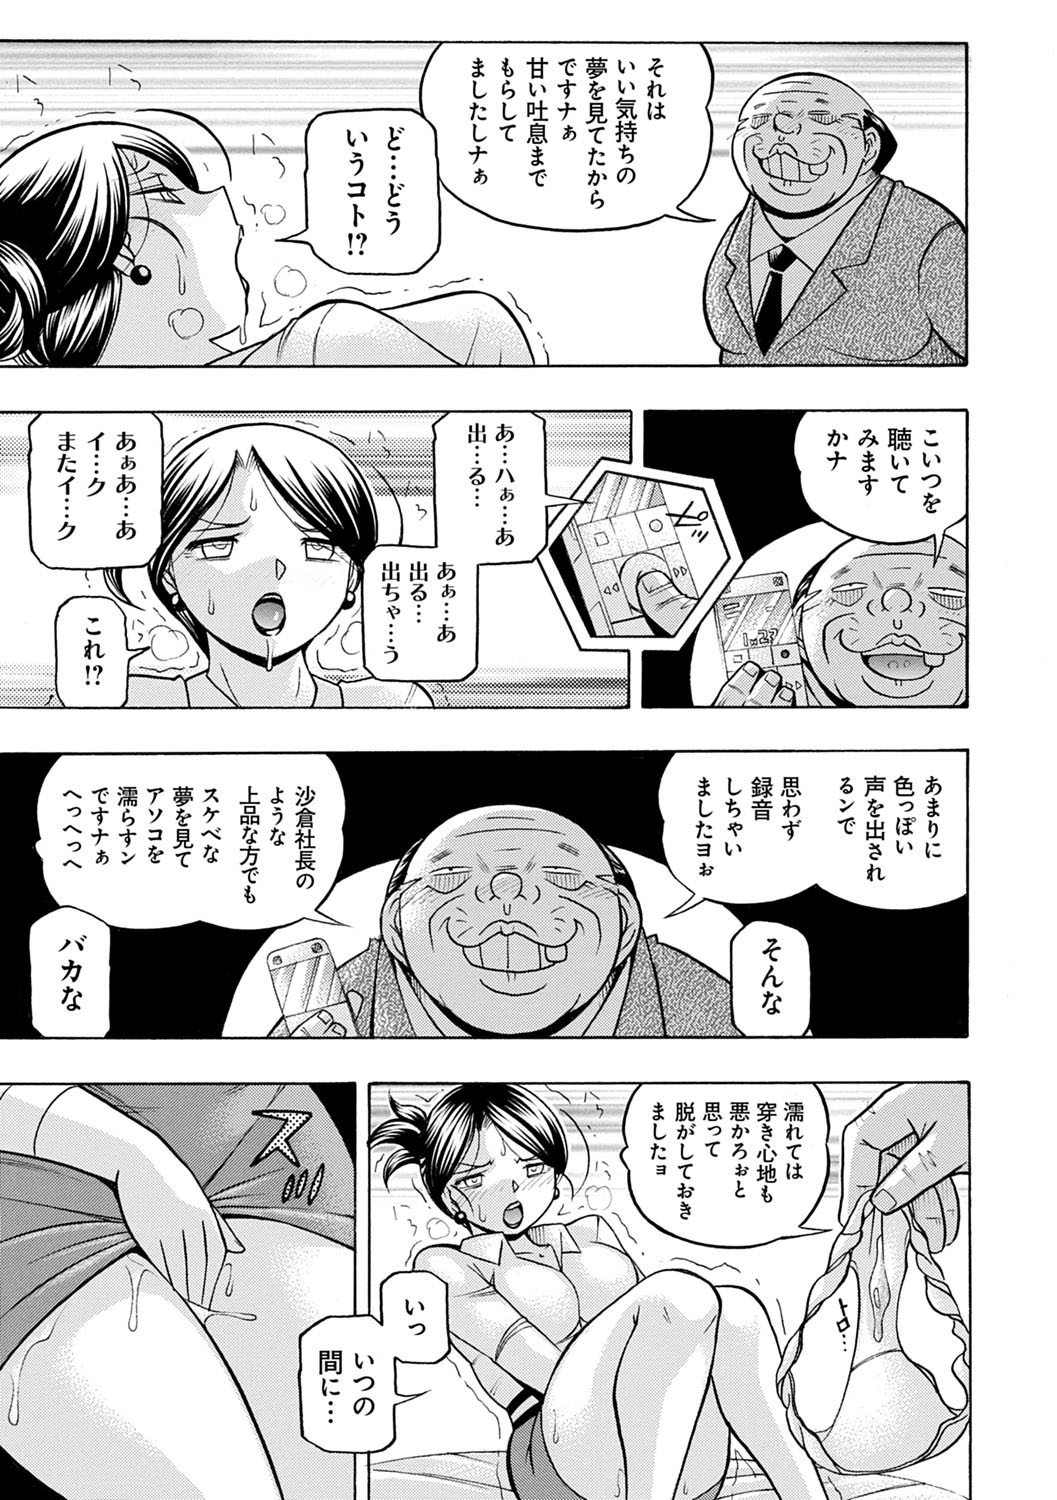 それは
いい気持ちの
夢を見てたから
ですナぁ
甘い吐息まで
もらして
ましたしナぁ
ど…どう
いうコト
!?
こいつを
聴いて
みます
かナ
ピッ
あ…ハぁ…あ
出…る…
あぁ…あ
出る…
出ちゃ…う
あぁあ…あ
イ…ク
またイ…ク
これ!?
あまりに
色っぽい
声を出され
るンで
思わず
録音
しちゃい
ましたヨぉ
そんな
沙倉社長の
ような
上品な方でも
スケベな
夢を見て
アソコを
濡らすン
ですナぁ
へっへっへ
バカな
濡れては
穿き心地も
悪かろぉと
思って
脱がしておき
ましたョ
トロ…
いっ
いつの
間に…
ヌ